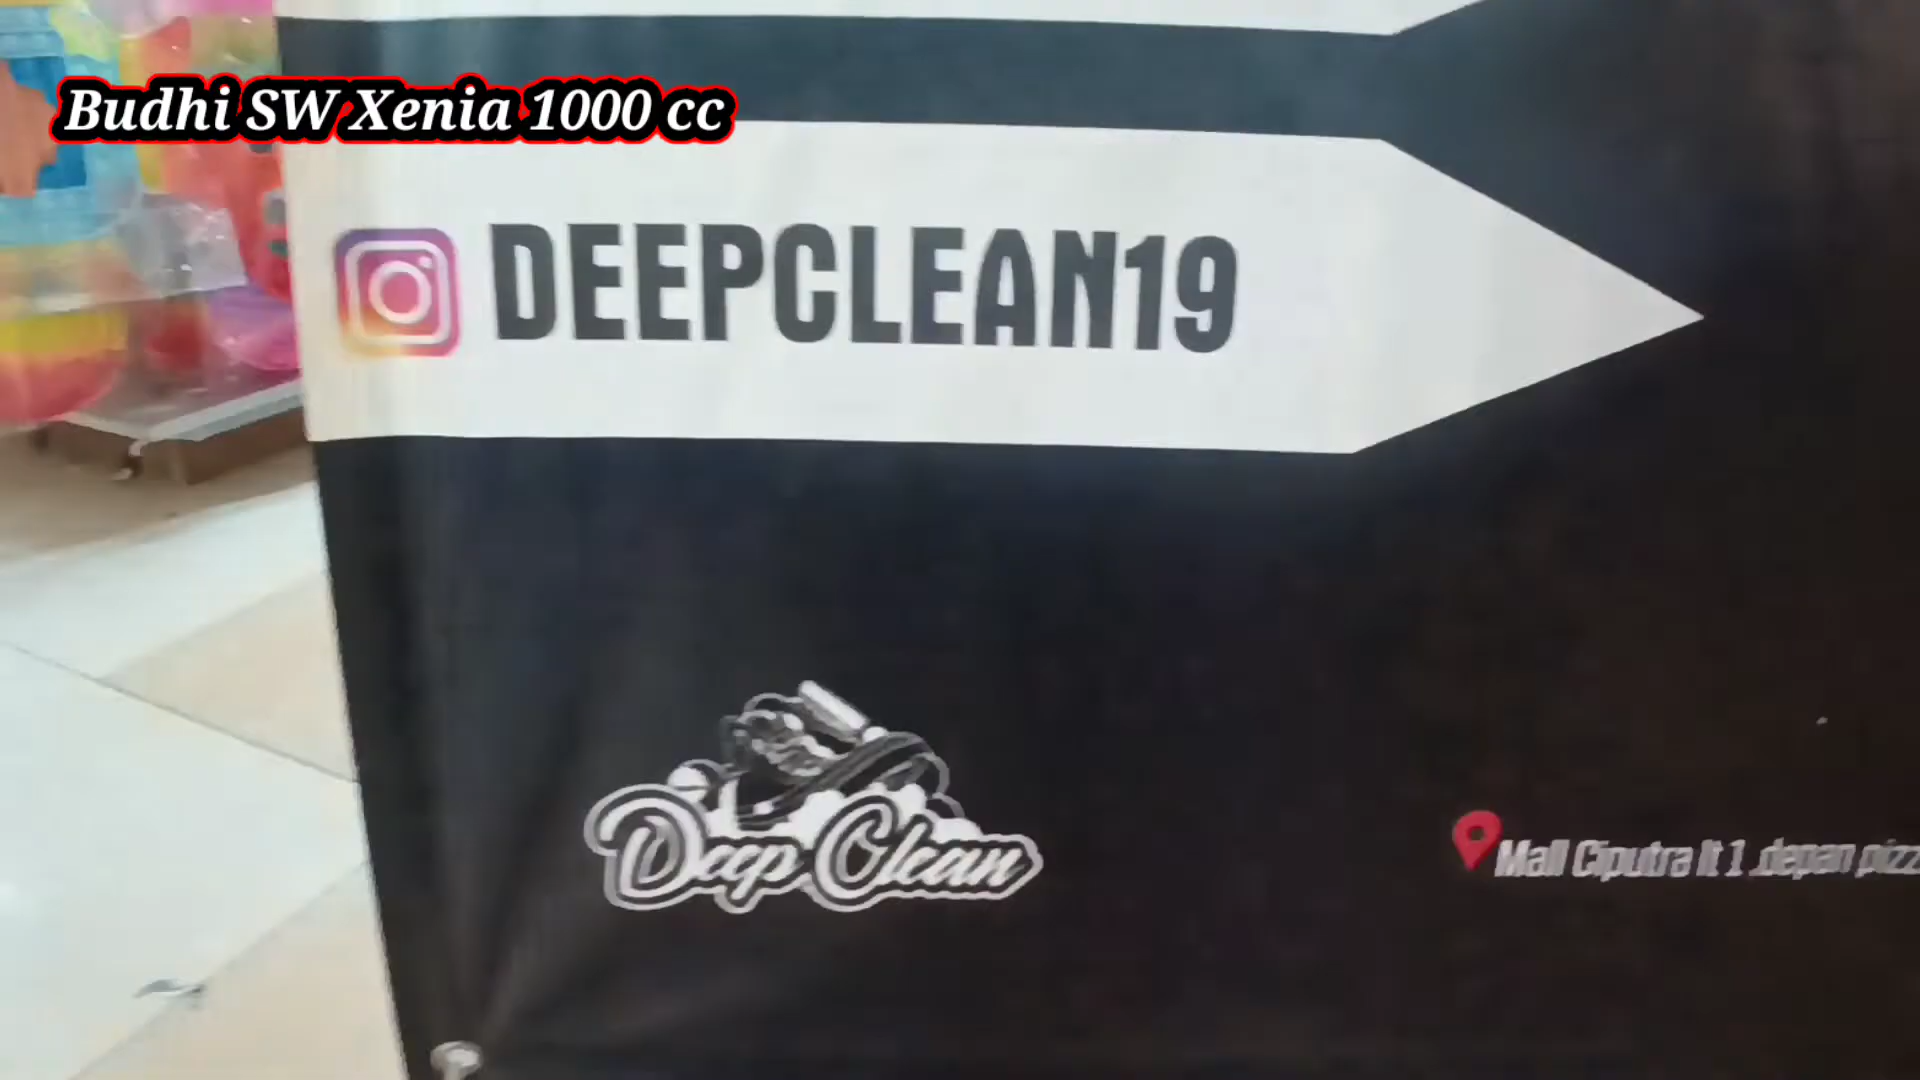 Budhi SW Xenia 1000 cc
DEEPCLEAN19
Deep Clean
Mall Ciputra lt 1 .depan pizz